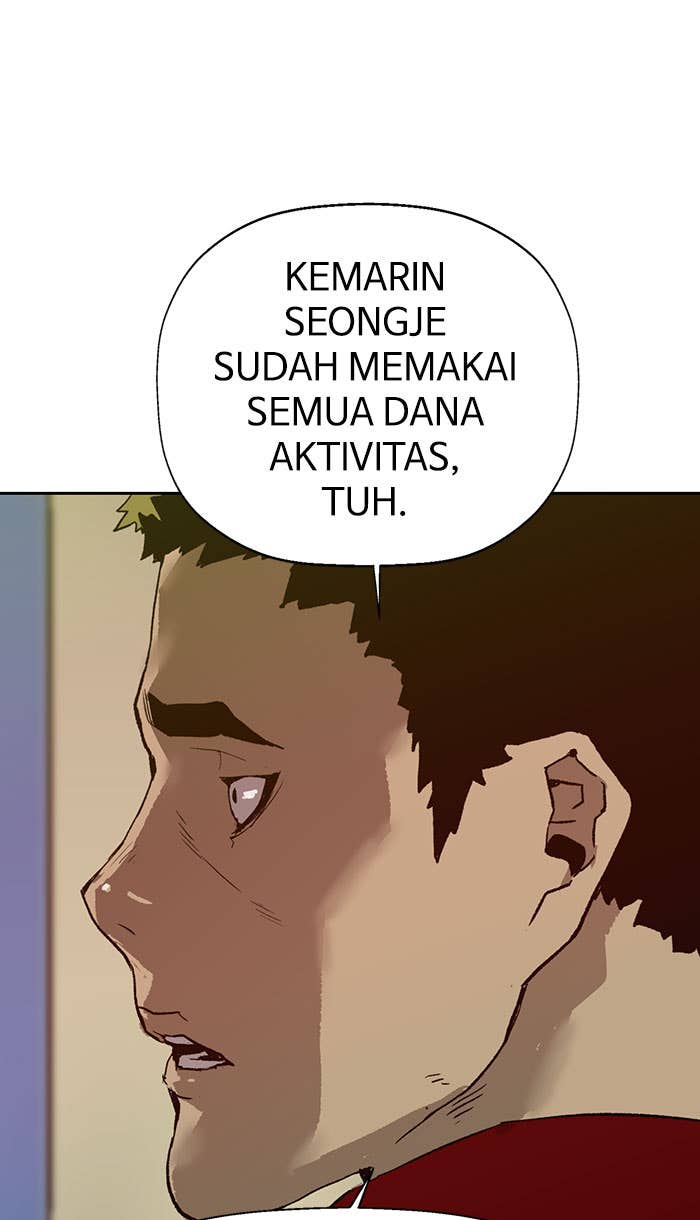 KEMARIN
SEONGJE
SUDAH MEMAKAI
SEMUA DANA
AKTIVITAS,
TUH.